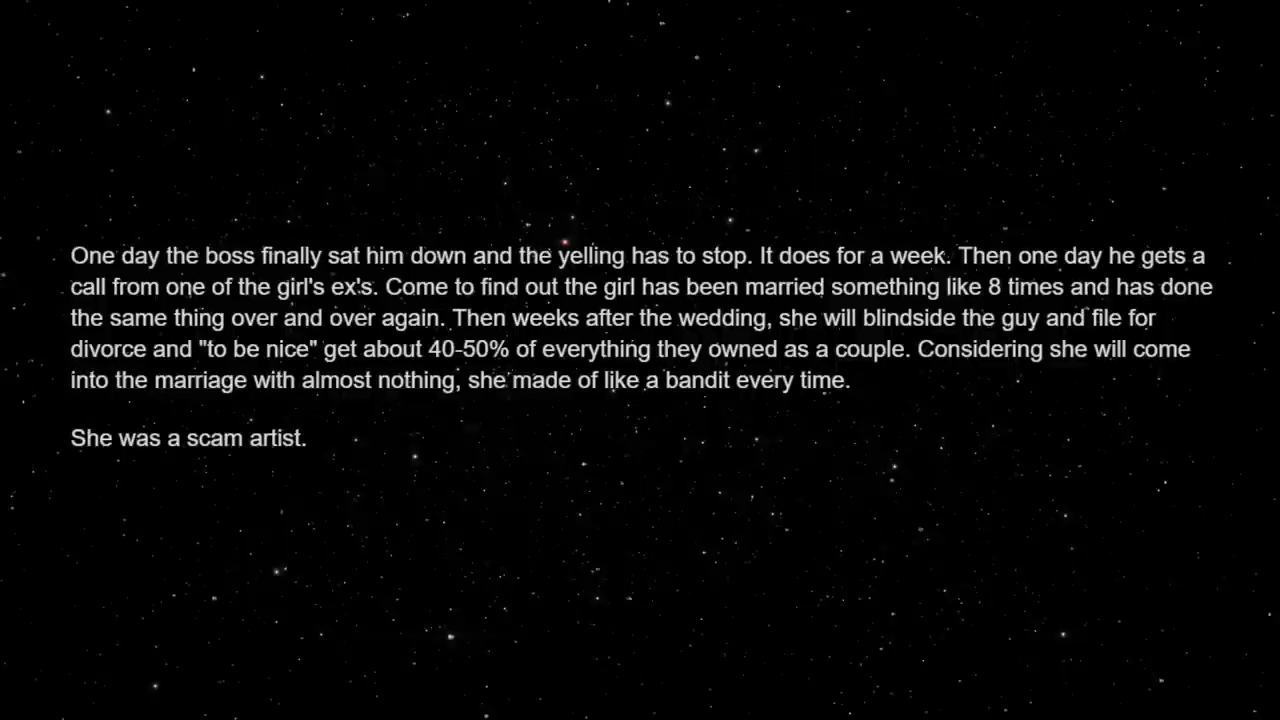 One day the boss finally sat him down and the yelling has to stop. It does for a week. Then one day he gets a
call from one of the girl's ex's. Come to find out the girl has been married something like 8 times and has done
the same thing over and over again. Then weeks after the wedding, she will blindside the guy and file for
divorce and "to be nice" get about 40-50% of everything they owned as a couple. Considering she will come
into the marriage with almost nothing, she made of like a bandit every time.
She was a scam artist.